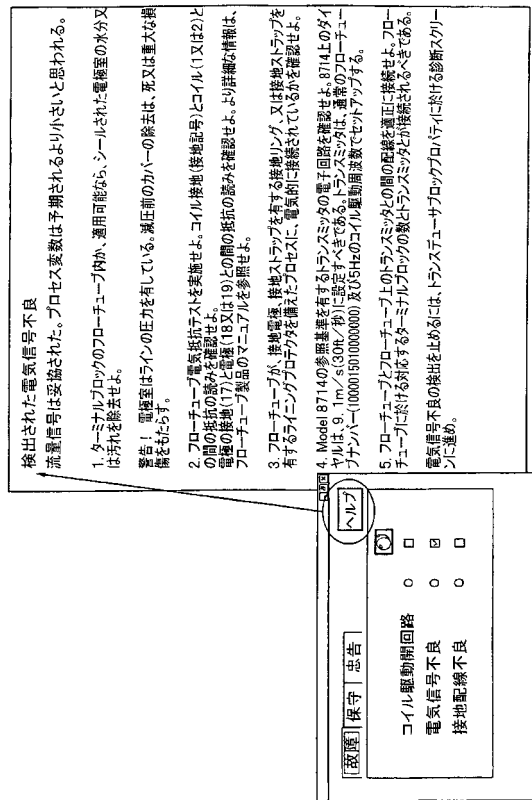 検出された電気信号不良
流量信号は妥協された。プロセス変数は予期されるより小さいと思われる。
1. ターミナルブロックのフローチューブ内か、適用可能なら、シールされた電極室の水分又
は汚れを除去せよ。
警告! 電極室はラインの圧力を有している。減圧前のカバーの除去は、死又は重大な損
傷をもたらす。
2. フローチューブ電気抵抗テストを実施せよ。コイル接地(接地記号)とコイル(1又は2)と
の間の抵抗の読みを確認せよ。
電極の接地(17)と電極(18又は19)との間の抵抗の読みを確認せよ。より詳細な情報は、
フローチューブ製品のマニュアルを参照せよ。
3. フローチューブが、接地電極、接地ストラップを有する接地リング、又は接地ストラップを
有するライニングプロテクタを備えたプロセスに、電気的に接続されているかを確認せよ。
4. Model 8714の参照基準を有するトランスミッタの電子回路を確認せよ。8714上のダイ
ヤルは、9.1m/s(30ft/秒)に設定すべきである。トランスミッタは、通常のフローチュー
ブナンバー(1000015010000000)及び5Hzのコイル駆動周波数でセットアップする。
5. フローチューブとフローチューブ上のトランスミッタとの間の配線を適正に接続せよ。フロー
チューブに於ける対応するターミナルブロックの数とトランスミッタとが接続されるべきである。
電気信号不良の検出を止めるには、トランスデューサブロックプロパティに於ける診断スクリー
ンに進め。
ヘルプ
故障 保守 忠告
コイル駆動開回路
電気信号不良
接地配線不良